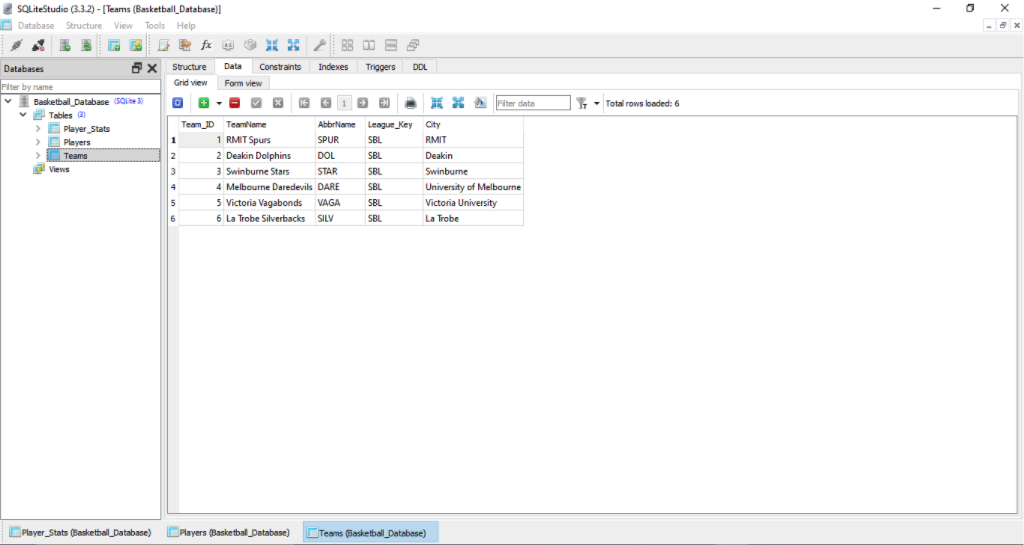 SQLiteStudio (3.3.2) - [Teams (Basketball_Database)]
Database Structure View Tools Help
Databases
Filter by name
Basketball_Database (SQLite 3)
Tables (3)
Player_Stats
Players
Teams
Views
Structure Data Constraints Indexes Triggers DDL
Grid view Form view
1 Filter data Total rows loaded: 6
Team_ID TeamName AbbrName League_Key City
1 1 RMIT Spurs SPUR SBL RMIT
2 2 Deakin Dolphins DOL SBL Deakin
3 3 Swinburne Stars STAR SBL Swinburne
4 4 Melbourne Daredevils DARE SBL University of Melbourne
5 5 Victoria Vagabonds VAGA SBL Victoria University
6 6 La Trobe Silverbacks SILV SBL La Trobe
Player_Stats (Basketball_Database) Players (Basketball_Database) Teams (Basketball_Database)